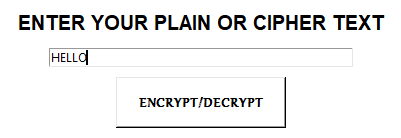 ENTER YOUR PLAIN OR CIPHER TEXT
HELLO
ENCRYPT/DECRYPT